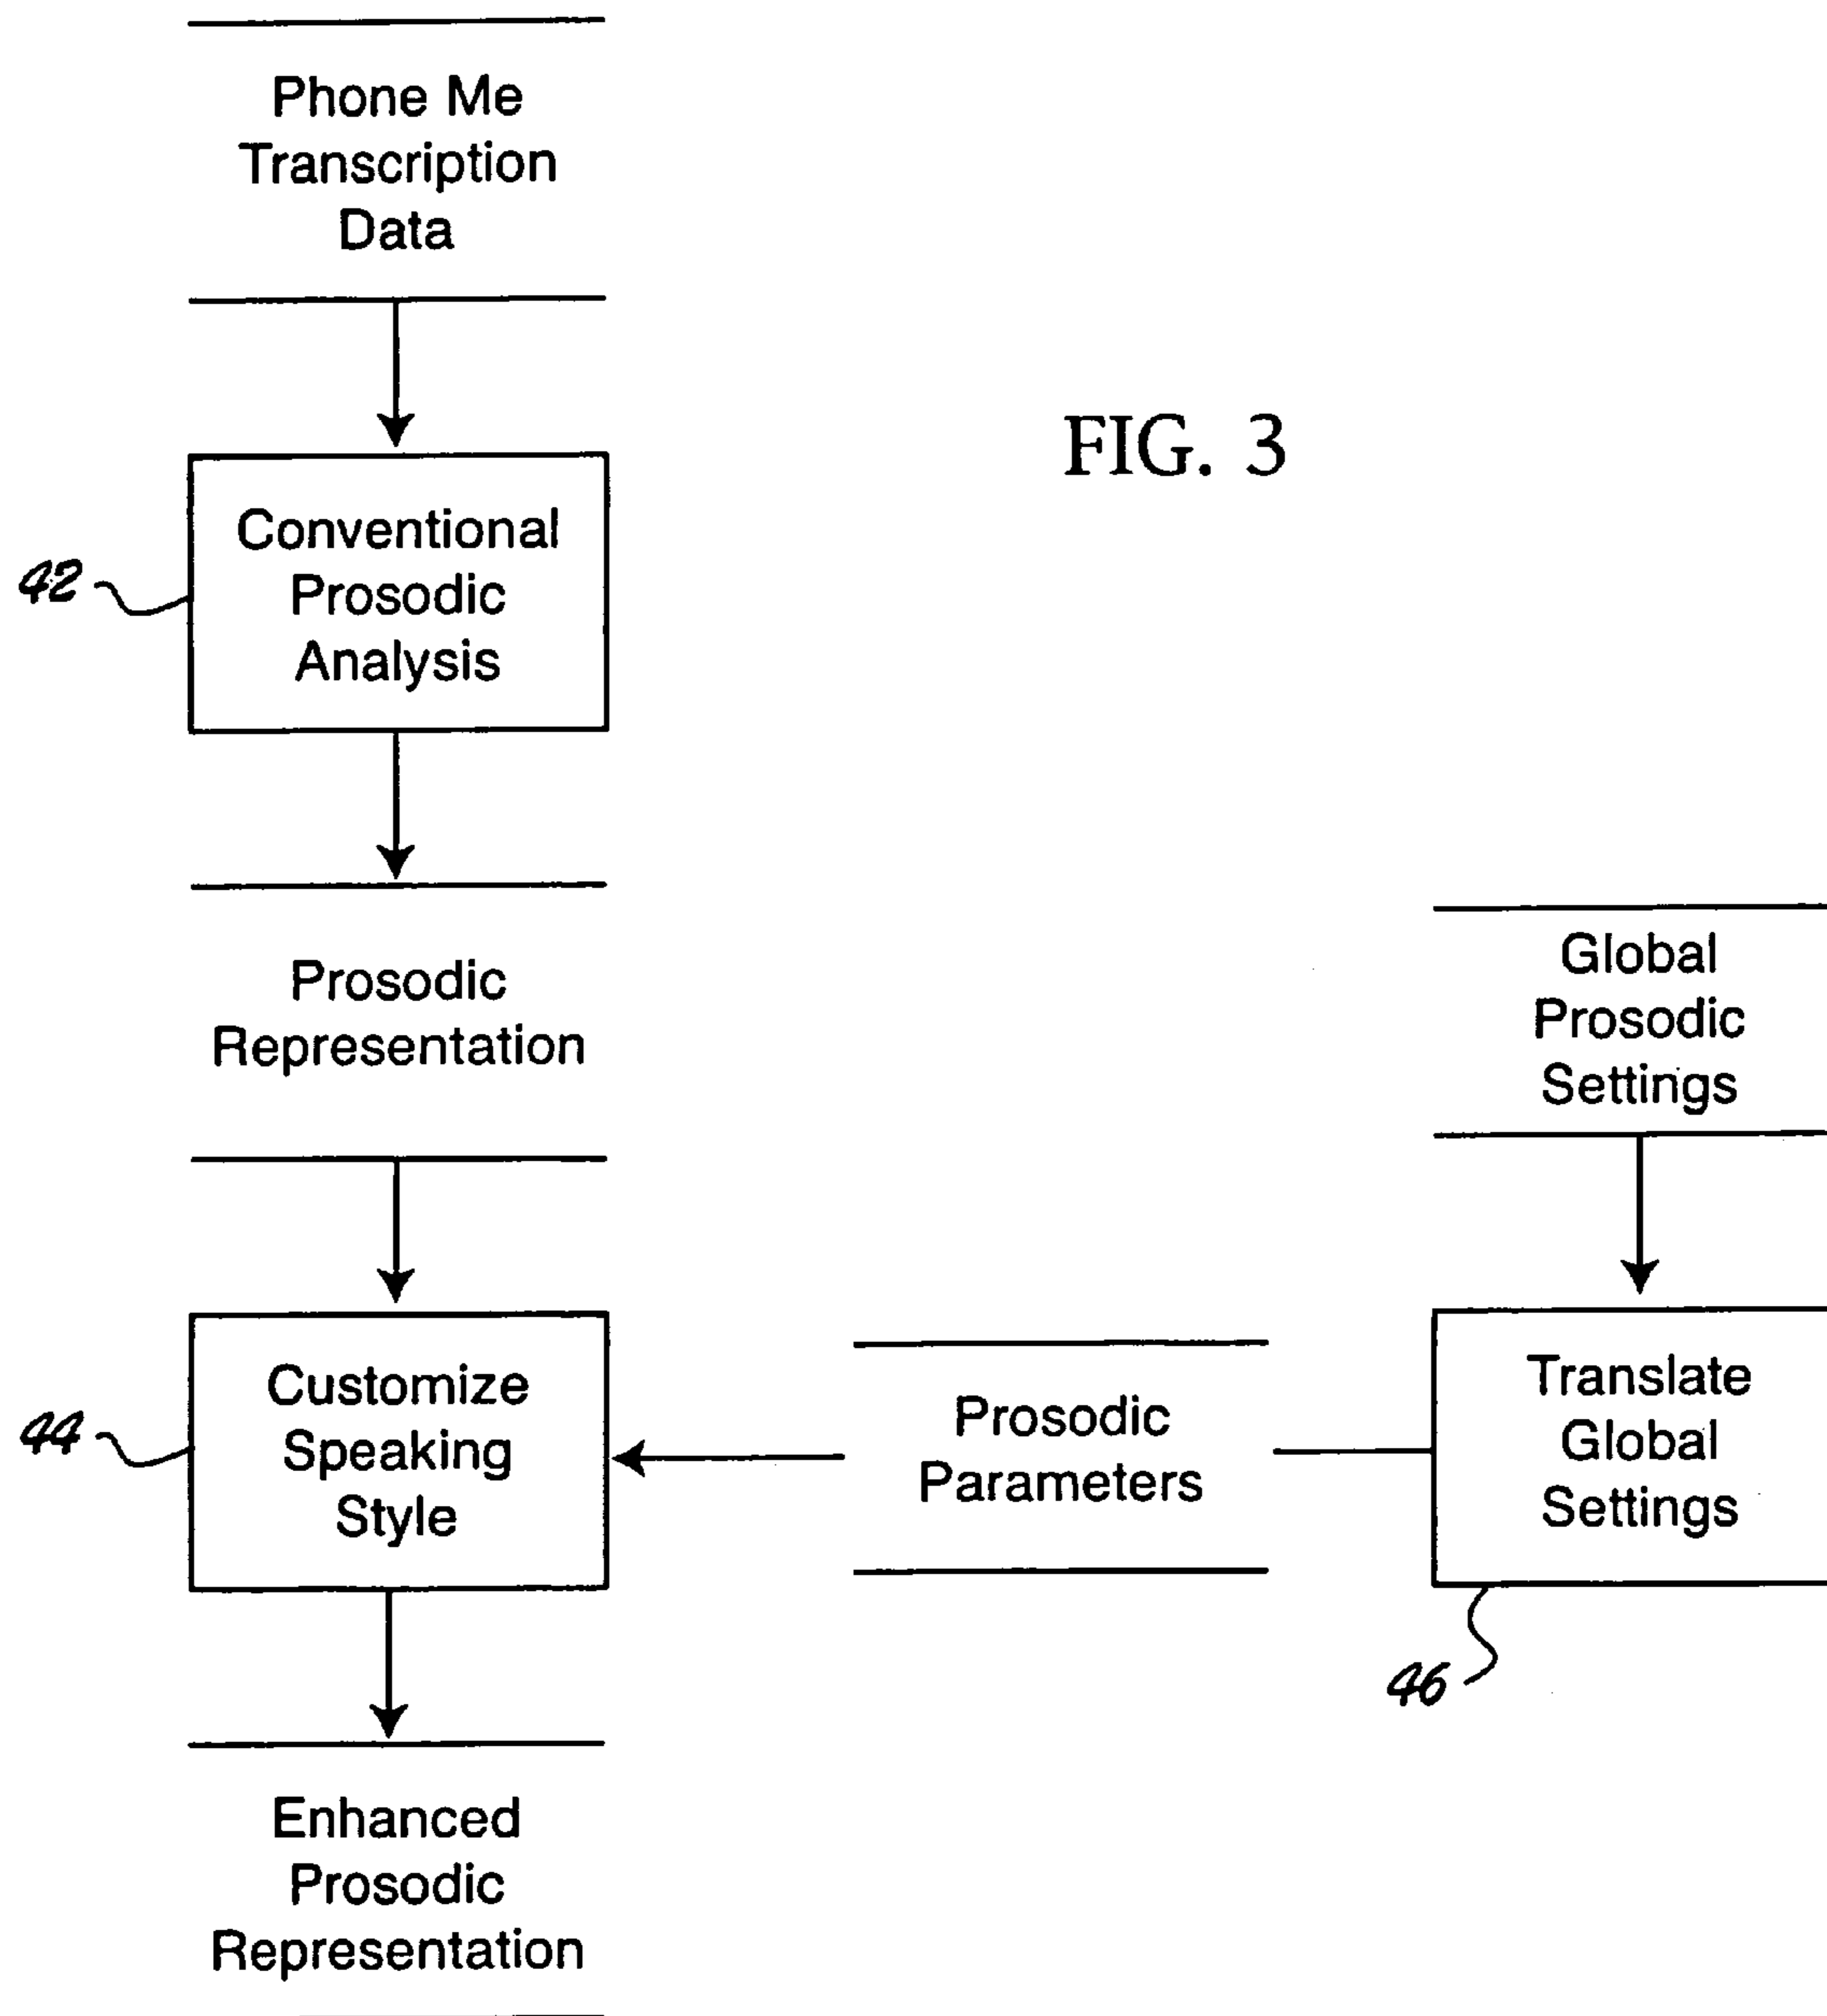 Phone Me
Transcription
Data
FIG. 3
42
Conventional
Prosodic
Analysis
Prosodic
Representation
Global
Prosodic
Settings
44
Customize
Speaking
Style
Prosodic
Parameters
Translate
Global
Settings
46
Enhanced
Prosodic
Representation